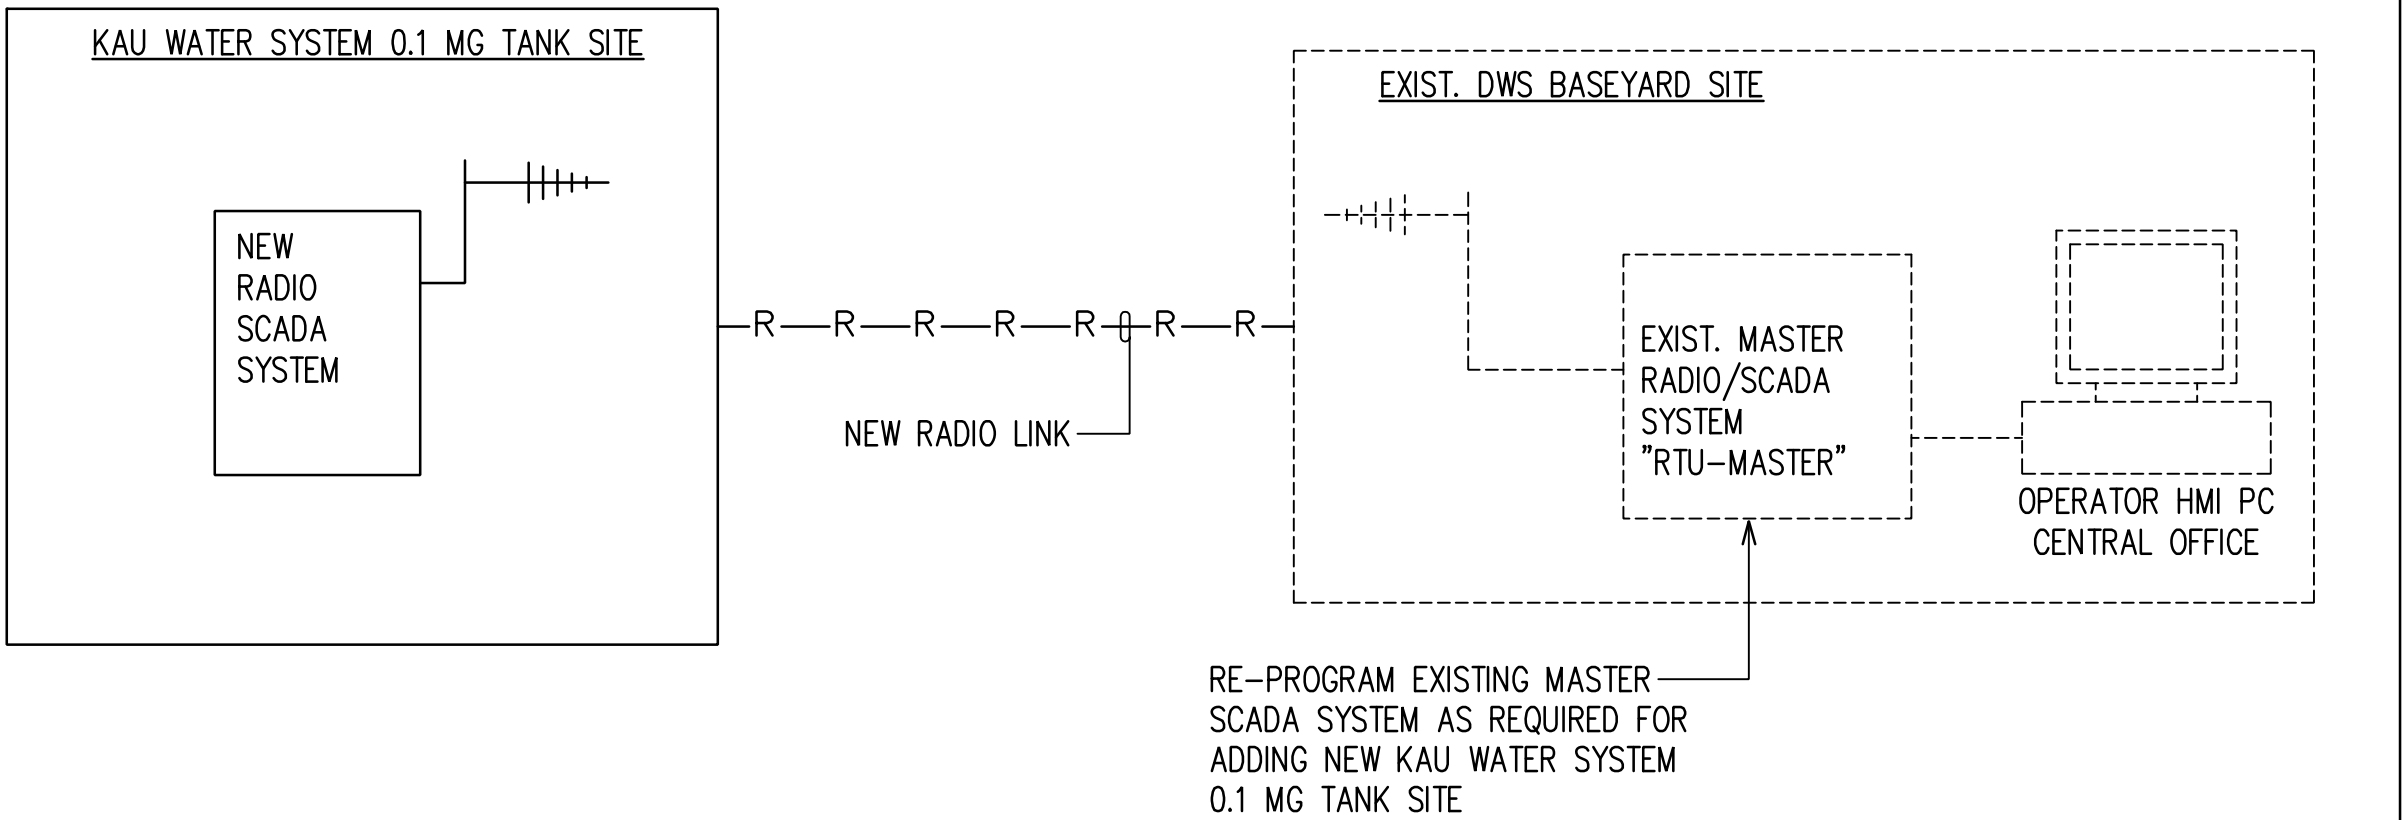 KAU WATER SYSTEM 0.1 MG TANK SITE
NEW
RADIO
SCADA
SYSTEM
R R R R R R R
NEW RADIO LINK
EXIST. DWS BASEYARD SITE
EXIST. MASTER
RADIO/SCADA
SYSTEM
"RTU-MASTER"
OPERATOR HMI PC
CENTRAL OFFICE
RE-PROGRAM EXISTING MASTER
SCADA SYSTEM AS REQUIRED FOR
ADDING NEW KAU WATER SYSTEM
0.1 MG TANK SITE